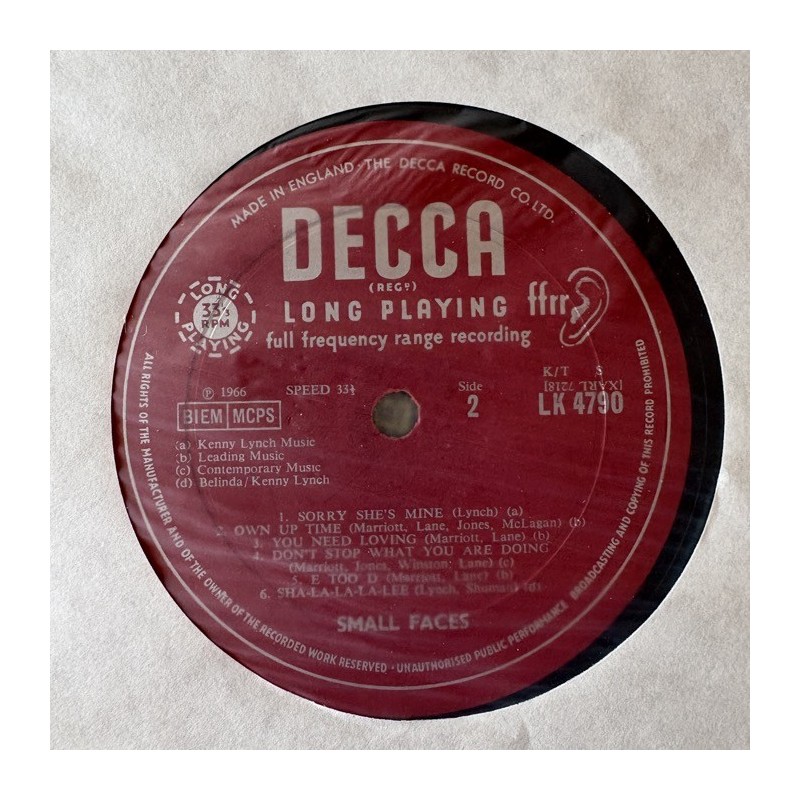 MADE IN ENGLAND · THE DECCA RECORD CO. LTD.
DECCA
(REGD)
LONG PLAYING
ffrr
full frequency range recording
LONG PLAYING
33⅓
RPM
℗ 1966
SPEED 33⅓
Side
2
S T/K
[XARL 7218]
LK 4790
BIEM MCPS
(a) Kenny Lynch Music
(b) Leading Music
(c) Contemporary Music
(d) Belinda/Kenny Lynch
1. SORRY SHE'S MINE (Lynch) (a)
2. OWN UP TIME (Marriott, Lane, Jones, McLagan) (b)
3. YOU NEED LOVING (Marriott, Lane) (b)
4. DON'T STOP WHAT YOU ARE DOING
(Marriott, Jones, Winston, Lane) (c)
5. E TOO D (Marriott, Lane) (b)
6. SHA-LA-LA-LA-LEE (Lynch, Shuman) (d)
SMALL FACES
ALL RIGHTS OF THE MANUFACTURER AND OF THE OWNER OF THE RECORDED WORK RESERVED · UNAUTHORISED PUBLIC PERFORMANCE BROADCASTING AND COPYING OF THIS RECORD PROHIBITED